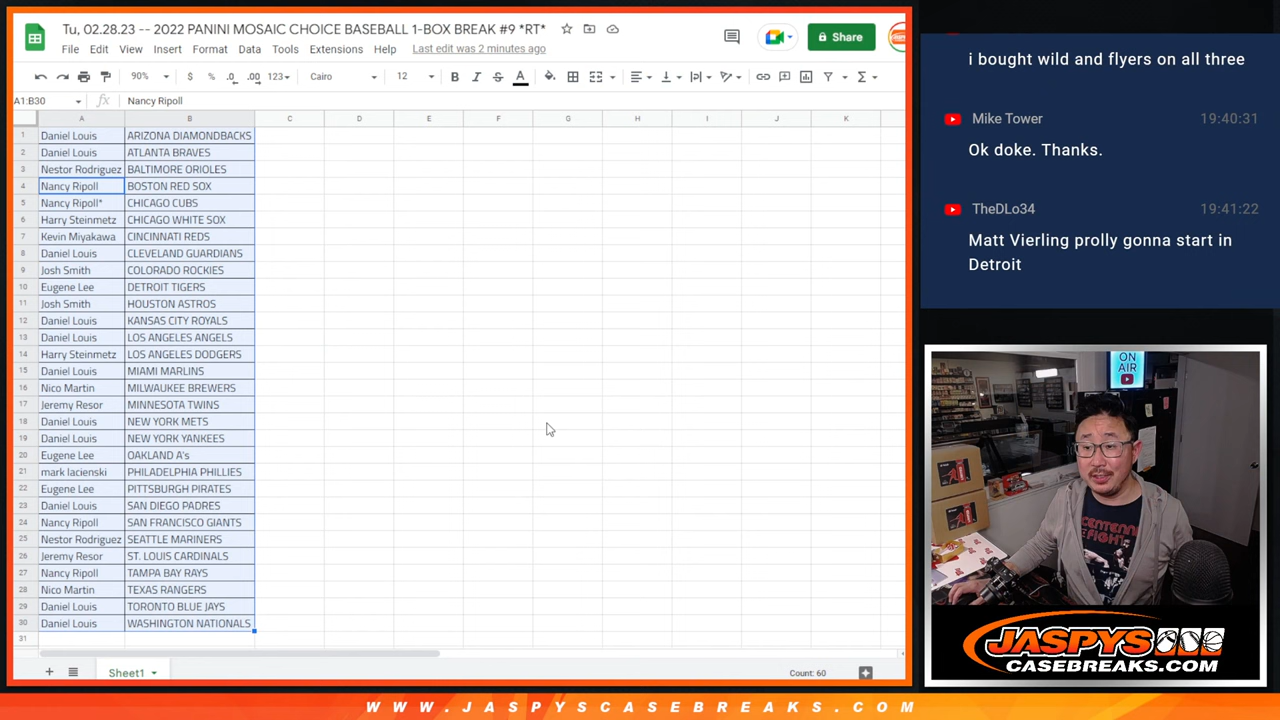 Tu, 02.28.23 -- 2022 PANINI MOSAIC CHOICE BASEBALL 1-BOX BREAK #9 *RT*
File Edit View Insert Format Data Tools Extensions Help Last edit was 2 minutes ago
Share
90% $ % .0 .00 123 Cairo 12 B I S A
A1:B30 fx Nancy Ripoll
A B C D E F G H I J K
1 Daniel Louis ARIZONA DIAMONDBACKS
2 Daniel Louis ATLANTA BRAVES
3 Nestor Rodriguez BALTIMORE ORIOLES
4 Nancy Ripoll BOSTON RED SOX
5 Nancy Ripoll* CHICAGO CUBS
6 Harry Steinmetz CHICAGO WHITE SOX
7 Kevin Miyakawa CINCINNATI REDS
8 Daniel Louis CLEVELAND GUARDIANS
9 Josh Smith COLORADO ROCKIES
10 Eugene Lee DETROIT TIGERS
11 Josh Smith HOUSTON ASTROS
12 Daniel Louis KANSAS CITY ROYALS
13 Daniel Louis LOS ANGELES ANGELS
14 Harry Steinmetz LOS ANGELES DODGERS
15 Daniel Louis MIAMI MARLINS
16 Nico Martin MILWAUKEE BREWERS
17 Jeremy Resor MINNESOTA TWINS
18 Daniel Louis NEW YORK METS
19 Daniel Louis NEW YORK YANKEES
20 Eugene Lee OAKLAND A's
21 mark lacienski PHILADELPHIA PHILLIES
22 Eugene Lee PITTSBURGH PIRATES
23 Daniel Louis SAN DIEGO PADRES
24 Nancy Ripoll SAN FRANCISCO GIANTS
25 Nestor Rodriguez SEATTLE MARINERS
26 Jeremy Resor ST. LOUIS CARDINALS
27 Nancy Ripoll TAMPA BAY RAYS
28 Nico Martin TEXAS RANGERS
29 Daniel Louis TORONTO BLUE JAYS
30 Daniel Louis WASHINGTON NATIONALS
31
Sheet1
Count: 60
i bought wild and flyers on all three
Mike Tower 19:40:31
Ok doke. Thanks.
TheDLo34 19:41:22
Matt Vierling prolly gonna start in
Detroit
ON
AIR
JASPYS
CASEBREAKS.COM
WWW.JASPYSCASEBREAKS.COM